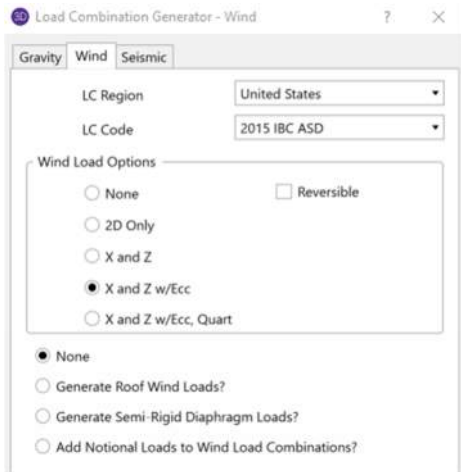 3D Load Combination Generator - Wind ? ×
Gravity Wind Seismic
LC Region United States
LC Code 2015 IBC ASD
Wind Load Options
None Reversible
2D Only
X and Z
X and Z w/Ecc
X and Z w/Ecc, Quart
None
Generate Roof Wind Loads?
Generate Semi-Rigid Diaphragm Loads?
Add Notional Loads to Wind Load Combinations?